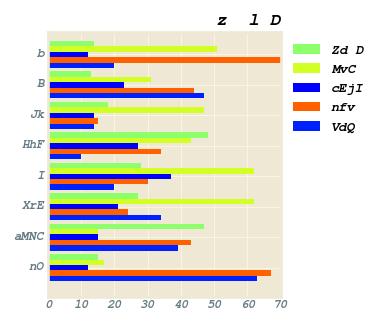 z l D
Zd D
MvC
cEjI
nfv
VdQ
b
B
Jk
HhF
I
XrE
aMNC
nO
0 10 20 30 40 50 60 70